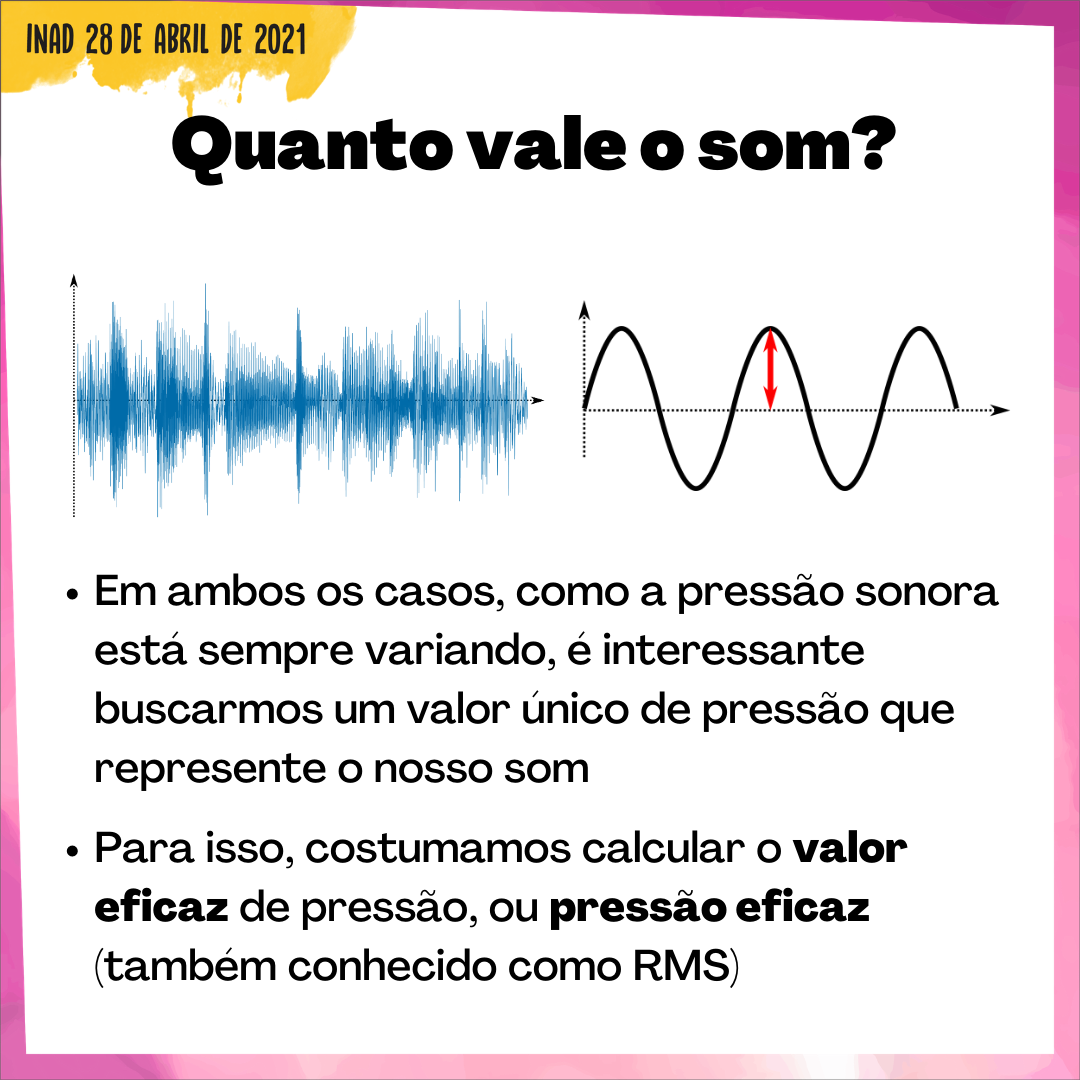 INAD 28 DE ABRIL DE 2021
Quanto vale o som?
• Em ambos os casos, como a pressão sonora
está sempre variando, é interessante
buscarmos um valor único de pressão que
represente o nosso som
• Para isso, costumamos calcular o valor
eficaz de pressão, ou pressão eficaz
(também conhecido como RMS)